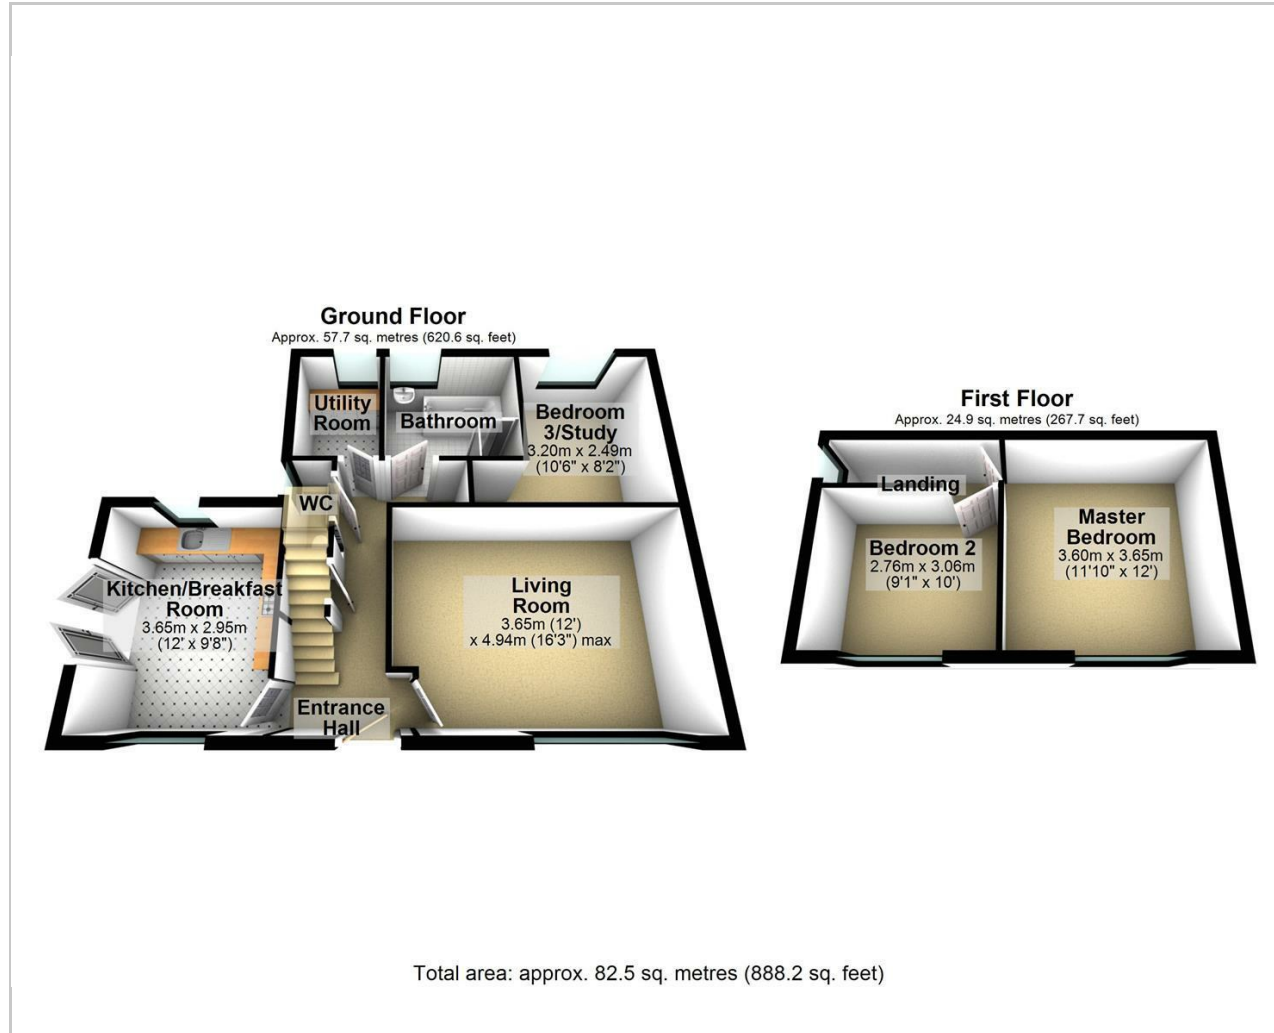 Ground Floor
Approx. 57.7 sq. metres (620.6 sq. feet)
Utility
Room
Bathroom
Bedroom
3/Study
3.20m x 2.49m
(10'6" x 8'2")
WC
Kitchen/Breakfast
Room
3.65m x 2.95m
(12' x 9'8")
Living
Room
3.65m (12')
x 4.94m (16'3") max
Entrance
Hall
First Floor
Approx. 24.9 sq. metres (267.7 sq. feet)
Landing
Bedroom 2
2.76m x 3.06m
(9'1" x 10')
Master
Bedroom
3.60m x 3.65m
(11'10" x 12')
Total area: approx. 82.5 sq. metres (888.2 sq. feet)